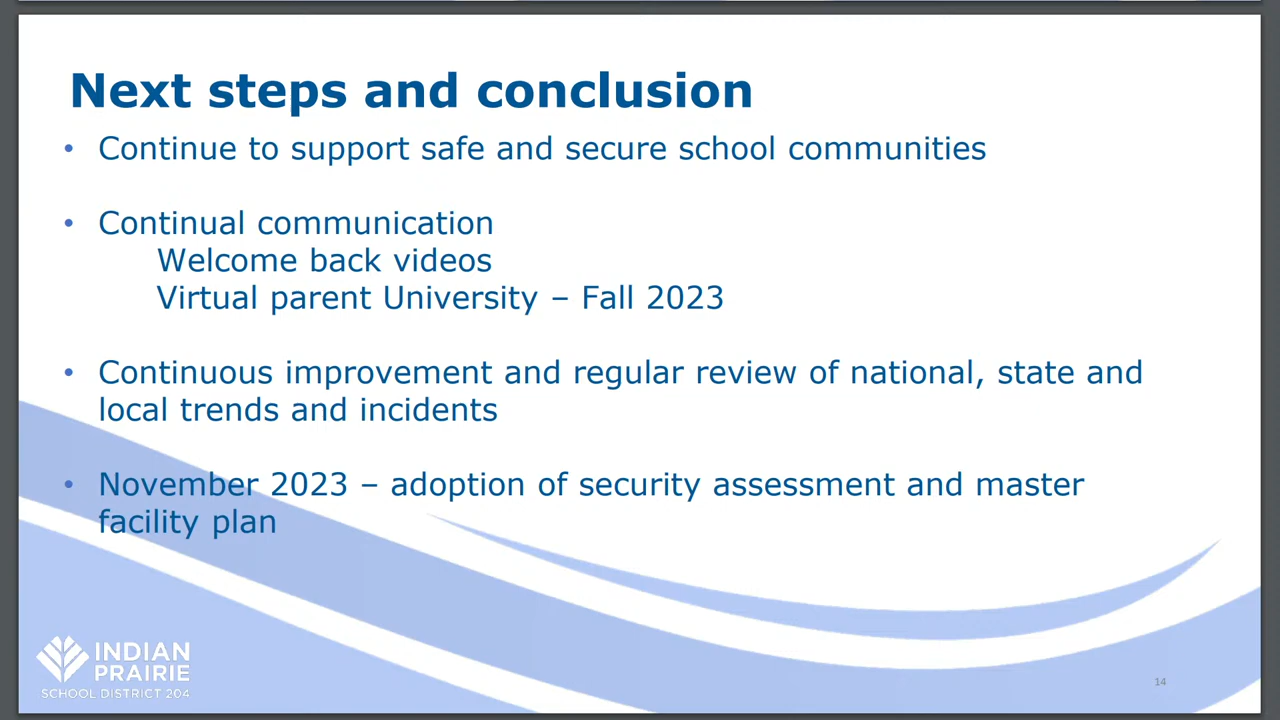 Next steps and conclusion
• Continue to support safe and secure school communities
• Continual communication
Welcome back videos
Virtual parent University – Fall 2023
• Continuous improvement and regular review of national, state and
local trends and incidents
• November 2023 – adoption of security assessment and master
facility plan
INDIAN
PRAIRIE
SCHOOL DISTRICT 204
14